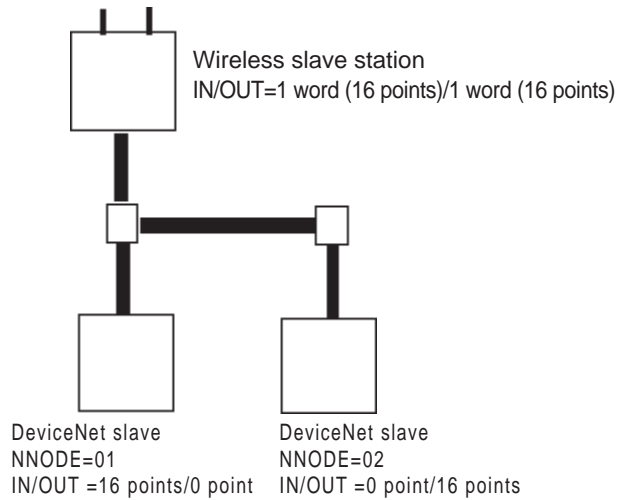 Wireless slave station
IN/OUT=1 word (16 points)/1 word (16 points)
DeviceNet slave
NNODE=01
IN/OUT =16 points/0 point
DeviceNet slave
NNODE=02
IN/OUT =0 point/16 points